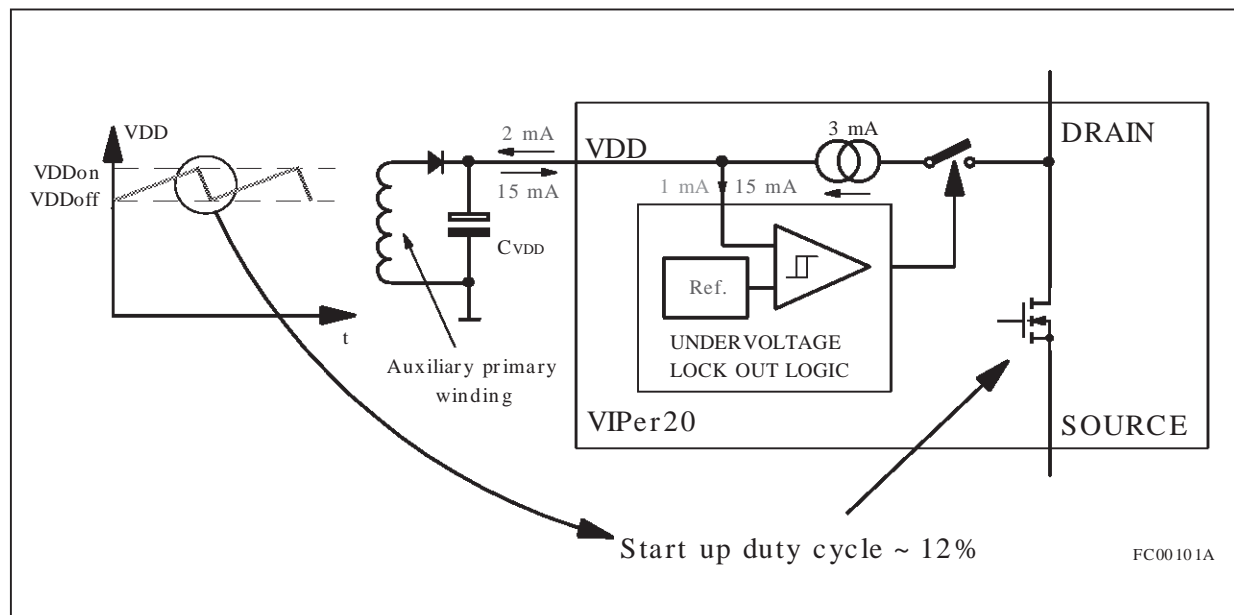 VDD
VDDon
VDDoff
t
2 mA
15 mA
CVDD
Auxiliary primary
winding
VDD
3 mA
1 mA
15 mA
DRAIN
Ref.
UNDERVOLTAGE
LOCK OUT LOGIC
VIPer20
SOURCE
Start up duty cycle ~ 12%
FC00101A